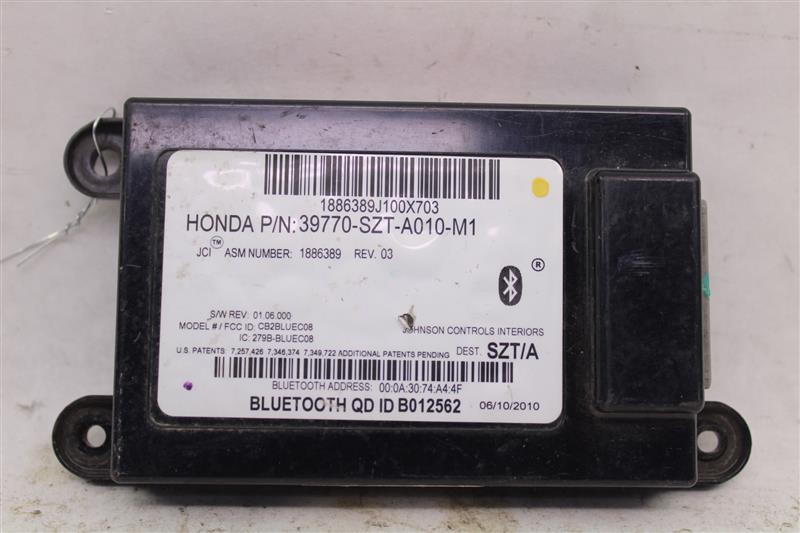 1886389J100X703
HONDA P/N: 39770-SZT-A010-M1
JCI™ ASM NUMBER: 1886389 REV. 03
®
S/W REV: 01.06.000
MODEL # / FCC ID: CB2BLUEC08
JOHNSON CONTROLS INTERIORS
IC: 279B-BLUEC08
U.S. PATENTS: 7,257,426 7,346,374 7,349,722 ADDITIONAL PATENTS PENDING DEST. SZT/A
BLUETOOTH ADDRESS: 00:0A:30:74:A4:4F
BLUETOOTH QD ID B012562 06/10/2010